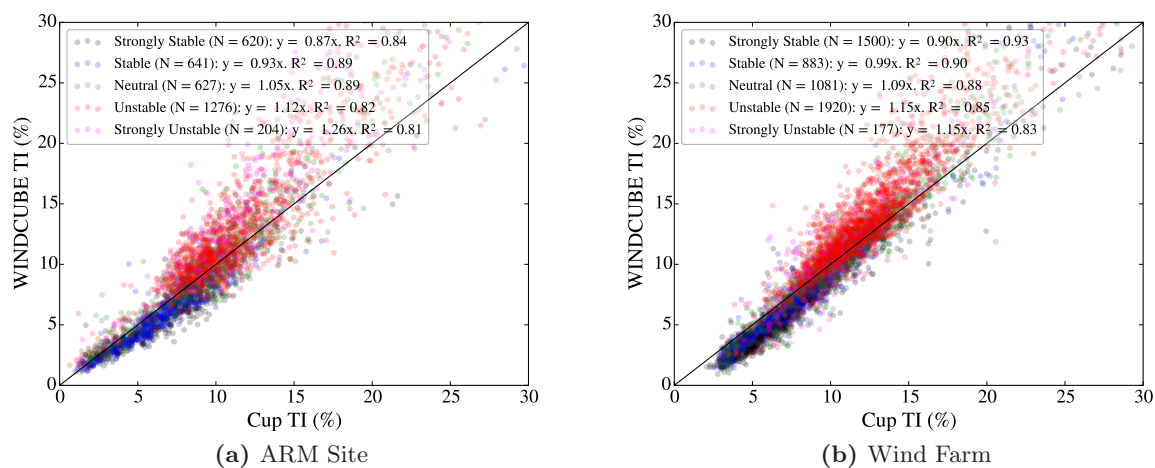 30
25
20
15
10
5
0
WINDCUBE TI (%)
Strongly Stable (N = 620): y = 0.87x. R² = 0.84
Stable (N = 641): y = 0.93x. R² = 0.89
Neutral (N = 627): y = 1.05x. R² = 0.89
Unstable (N = 1276): y = 1.12x. R² = 0.82
Strongly Unstable (N = 204): y = 1.26x. R² = 0.81
0 5 10 15 20 25 30
Cup TI (%)
(a) ARM Site
30
25
20
15
10
5
0
WINDCUBE TI (%)
Strongly Stable (N = 1500): y = 0.90x. R² = 0.93
Stable (N = 883): y = 0.99x. R² = 0.90
Neutral (N = 1081): y = 1.09x. R² = 0.88
Unstable (N = 1920): y = 1.15x. R² = 0.85
Strongly Unstable (N = 177): y = 1.15x. R² = 0.83
0 5 10 15 20 25 30
Cup TI (%)
(b) Wind Farm